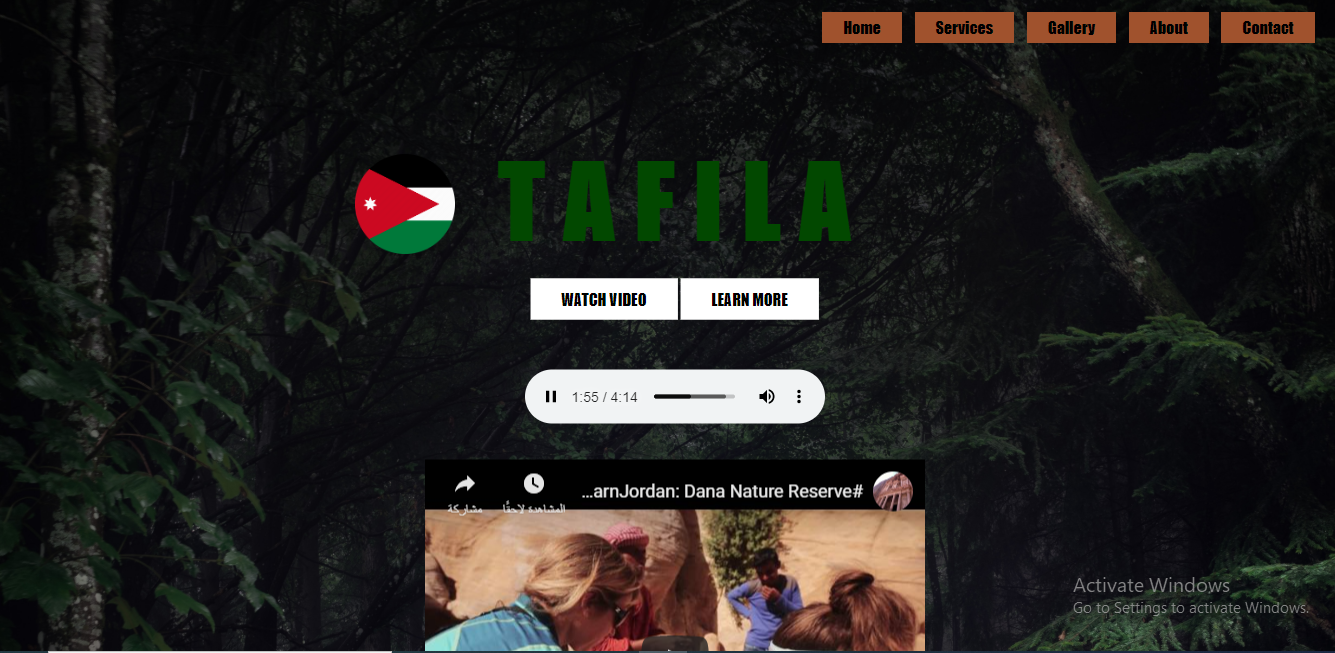 Home Services Gallery About Contact
TAFILA
WATCH VIDEO LEARN MORE
1:55 / 4:14
...arnJordan: Dana Nature Reserve#
مشاركة المشاهدة لاحقًا
Activate Windows
Go to Settings to activate Windows.